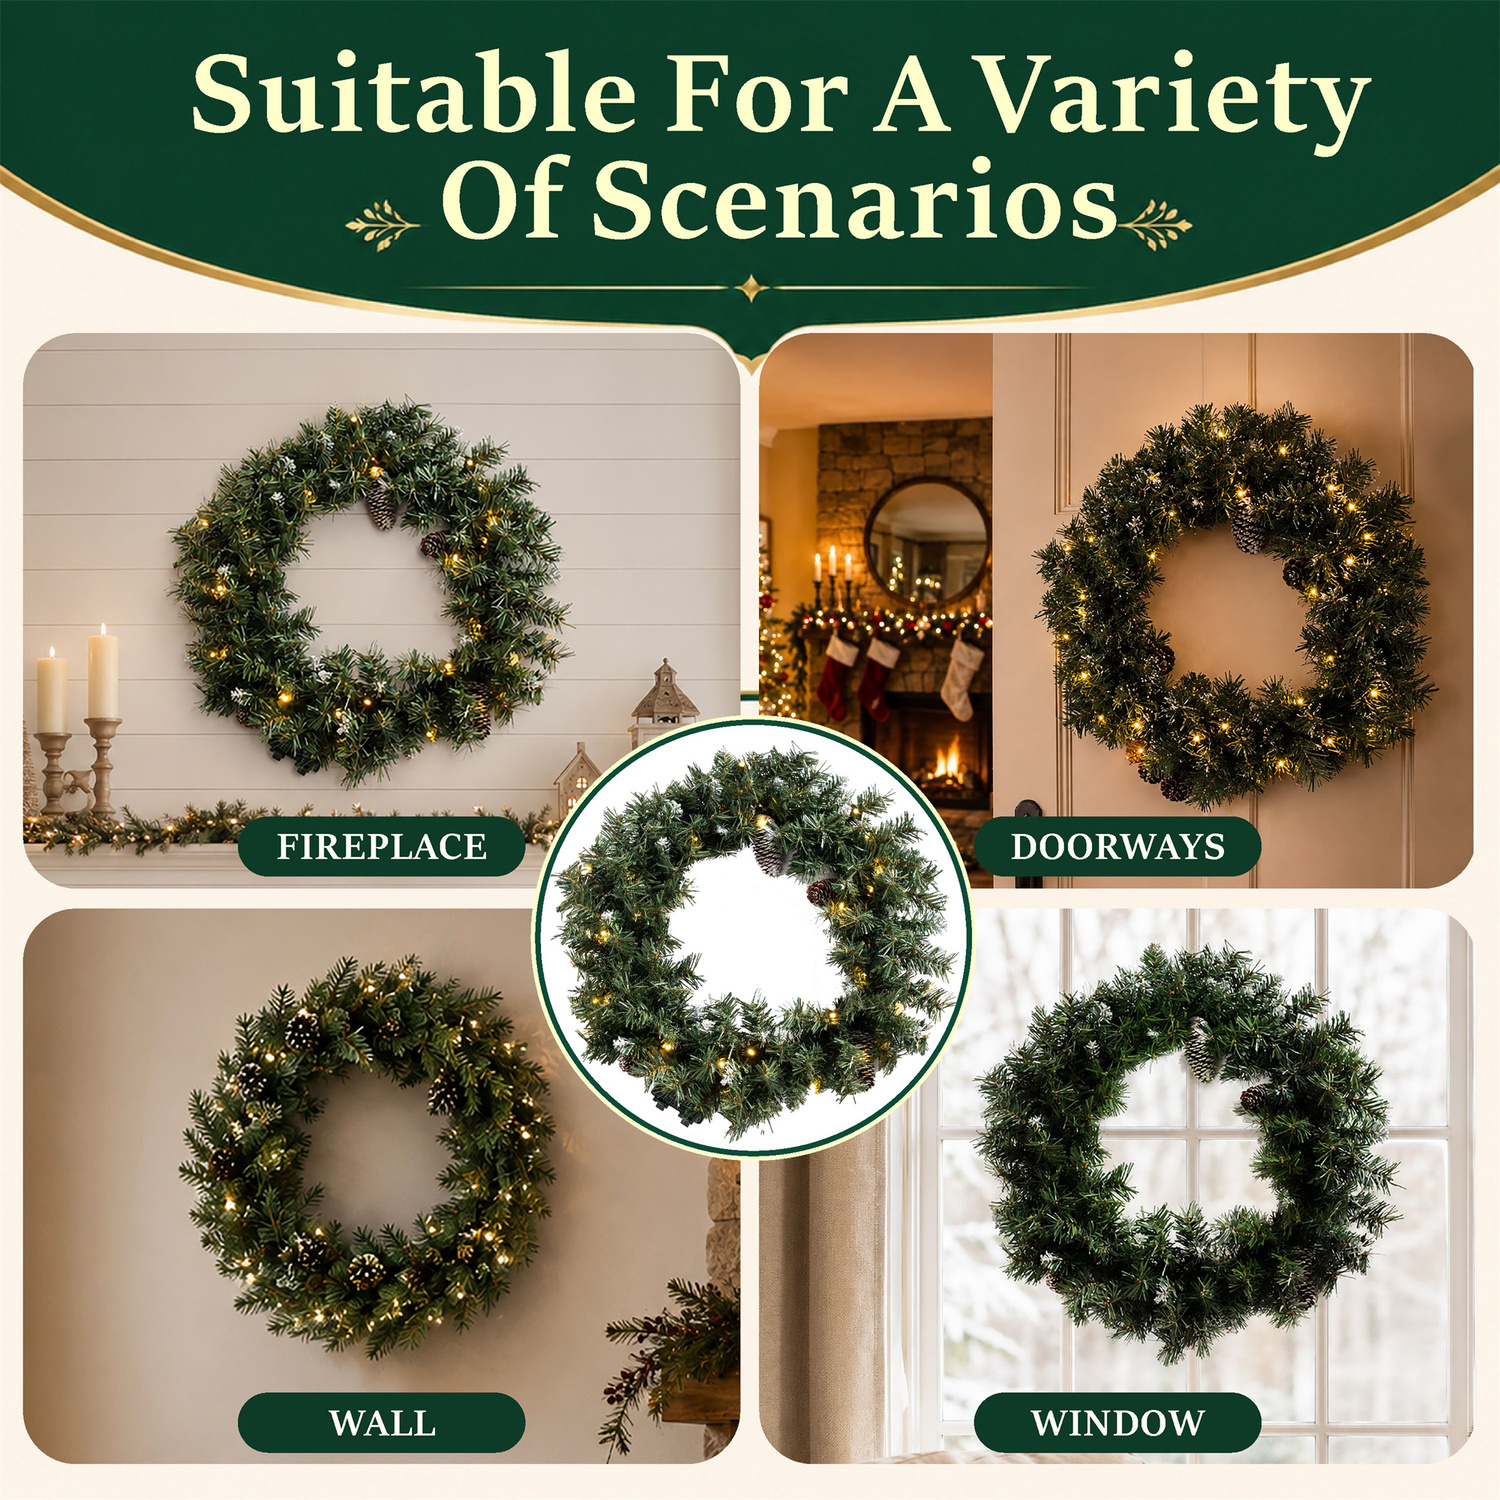 Suitable For A Variety
Of Scenarios
FIREPLACE
DOORWAYS
WALL
WINDOW